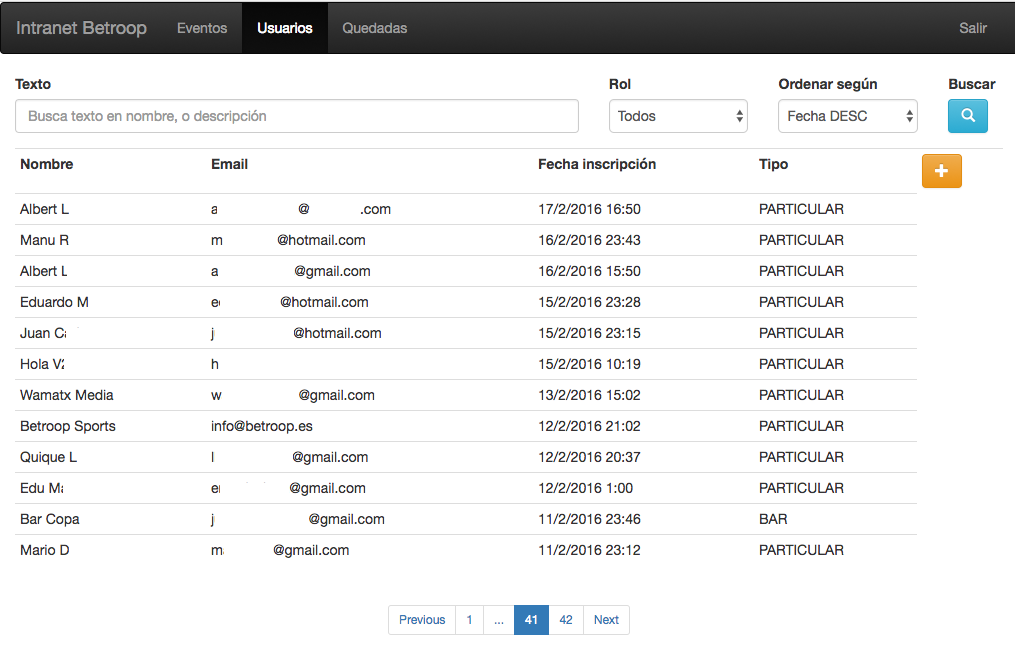 Intranet Betroop Eventos Usuarios Quedadas Salir
Texto Rol Ordenar según Buscar
Busca texto en nombre, o descripción Todos Fecha DESC
Nombre Email Fecha inscripción Tipo
Albert L a @ .com 17/2/2016 16:50 PARTICULAR
Manu R m @hotmail.com 16/2/2016 23:43 PARTICULAR
Albert L a @gmail.com 16/2/2016 15:50 PARTICULAR
Eduardo M e @hotmail.com 15/2/2016 23:28 PARTICULAR
Juan C j @hotmail.com 15/2/2016 23:15 PARTICULAR
Hola V h 15/2/2016 10:19 PARTICULAR
Wamatx Media w @gmail.com 13/2/2016 15:02 PARTICULAR
Betroop Sports info@betroop.es 12/2/2016 21:02 PARTICULAR
Quique L l @gmail.com 12/2/2016 20:37 PARTICULAR
Edu M e @gmail.com 12/2/2016 1:00 PARTICULAR
Bar Copa j @gmail.com 11/2/2016 23:46 BAR
Mario D m @gmail.com 11/2/2016 23:12 PARTICULAR
Previous 1 ... 41 42 Next